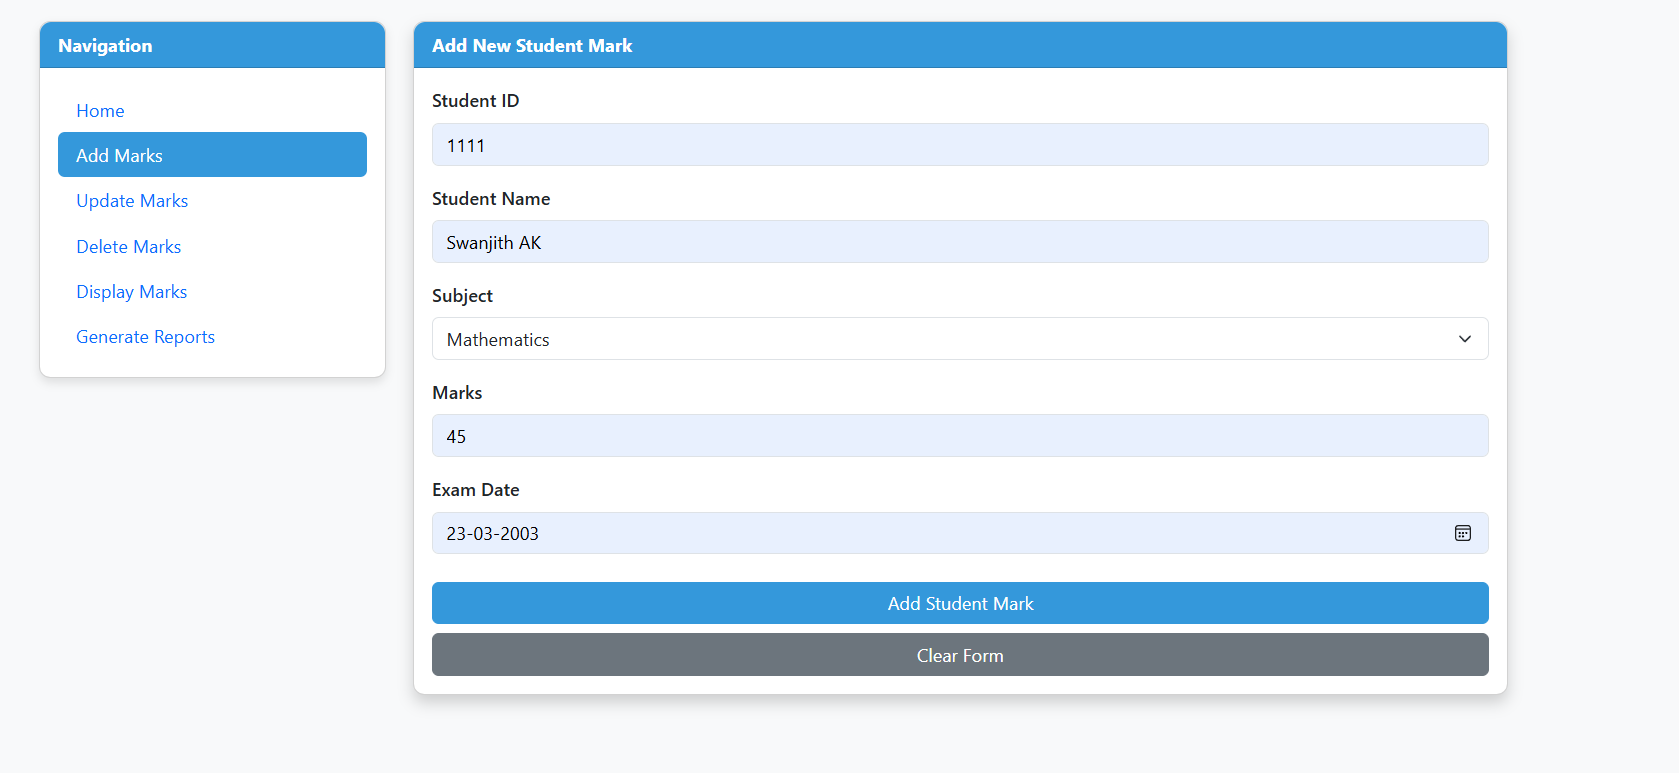 Navigation
Home
Add Marks
Update Marks
Delete Marks
Display Marks
Generate Reports
Add New Student Mark
Student ID
1111
Student Name
Swanjith AK
Subject
Mathematics
Marks
45
Exam Date
23-03-2003
Add Student Mark
Clear Form